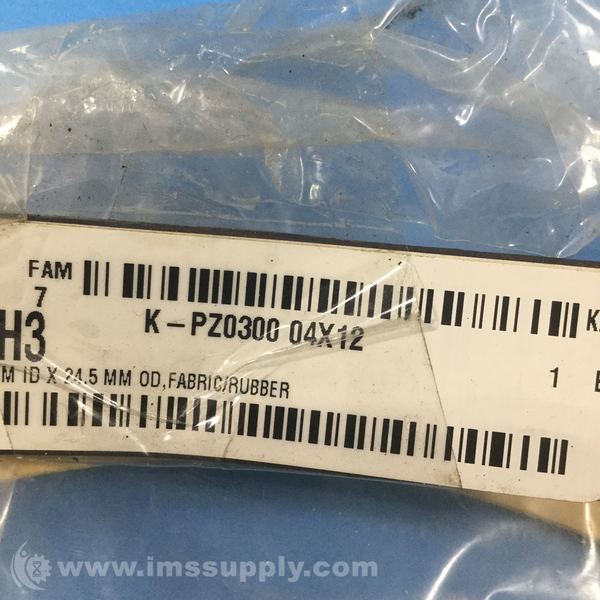 FAM
7
K-PZ0300 04X12
H3
M ID X 24.5 MM OD,FABRIC/RUBBER
1
www.imssupply.com